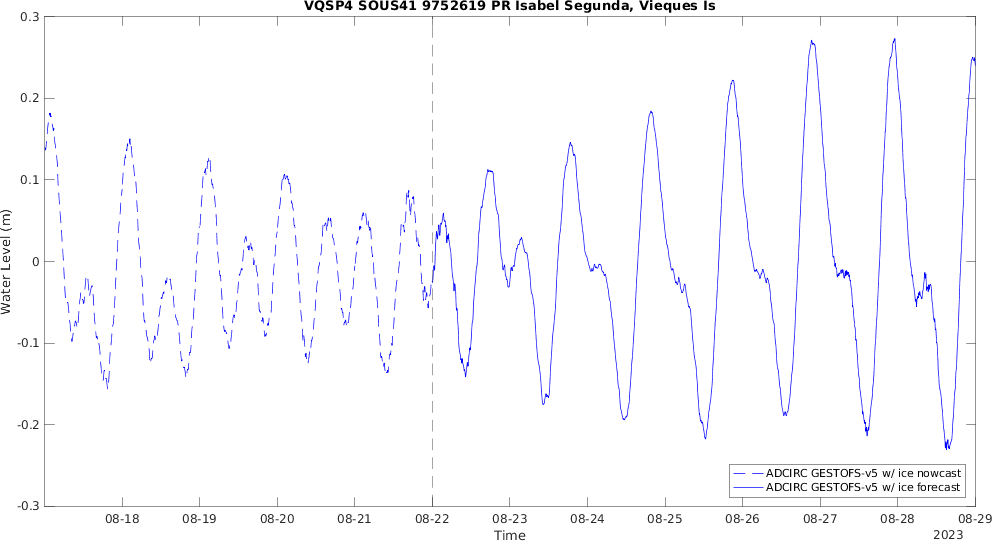 VQSP4 SOUS41 9752619 PR Isabel Segunda, Vieques Is
0.3
0.2
0.1
0
-0.1
-0.2
-0.3
Water Level (m)
ADCIRC GESTOFS-v5 w/ ice nowcast
ADCIRC GESTOFS-v5 w/ ice forecast
08-18 08-19 08-20 08-21 08-22 08-23 08-24 08-25 08-26 08-27 08-28 08-29
Time
2023